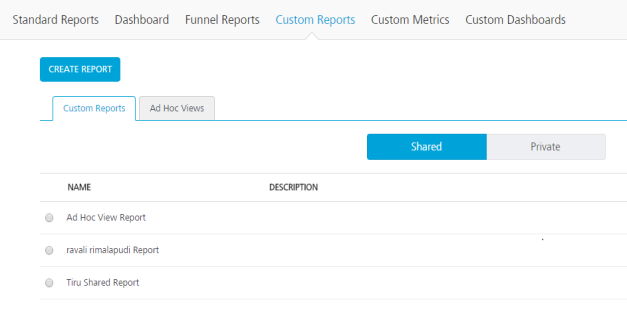 Standard Reports Dashboard Funnel Reports Custom Reports Custom Metrics Custom Dashboards
CREATE REPORT
Custom Reports Ad Hoc Views
Shared Private
NAME DESCRIPTION
Ad Hoc View Report
ravali rimalapudi Report
Tiru Shared Report